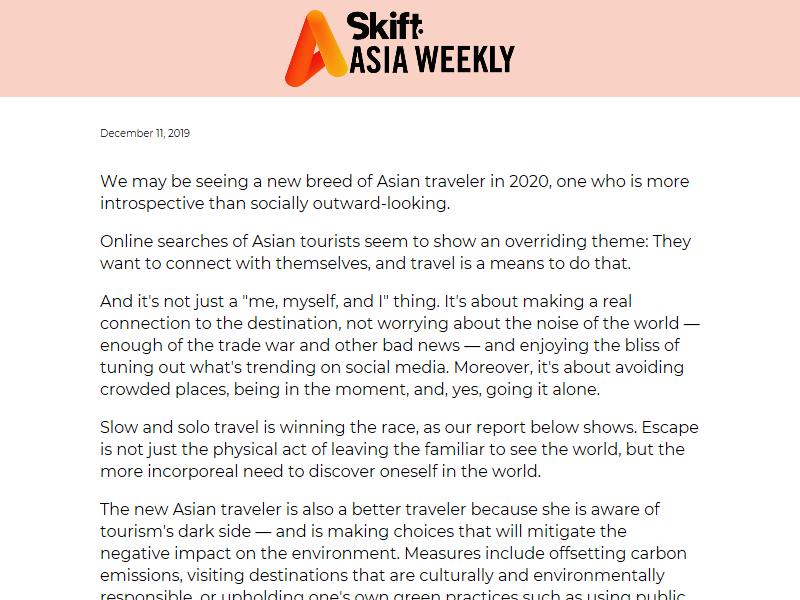 Skift
ASIA WEEKLY
December 11, 2019
We may be seeing a new breed of Asian traveler in 2020, one who is more
introspective than socially outward-looking.
Online searches of Asian tourists seem to show an overriding theme: They
want to connect with themselves, and travel is a means to do that.
And it's not just a "me, myself, and I" thing. It's about making a real
connection to the destination, not worrying about the noise of the world —
enough of the trade war and other bad news — and enjoying the bliss of
tuning out what's trending on social media. Moreover, it's about avoiding
crowded places, being in the moment, and, yes, going it alone.
Slow and solo travel is winning the race, as our report below shows. Escape
is not just the physical act of leaving the familiar to see the world, but the
more incorporeal need to discover oneself in the world.
The new Asian traveler is also a better traveler because she is aware of
tourism's dark side — and is making choices that will mitigate the
negative impact on the environment. Measures include offsetting carbon
emissions, visiting destinations that are culturally and environmentally
responsible, or upholding one's own green practices such as using public